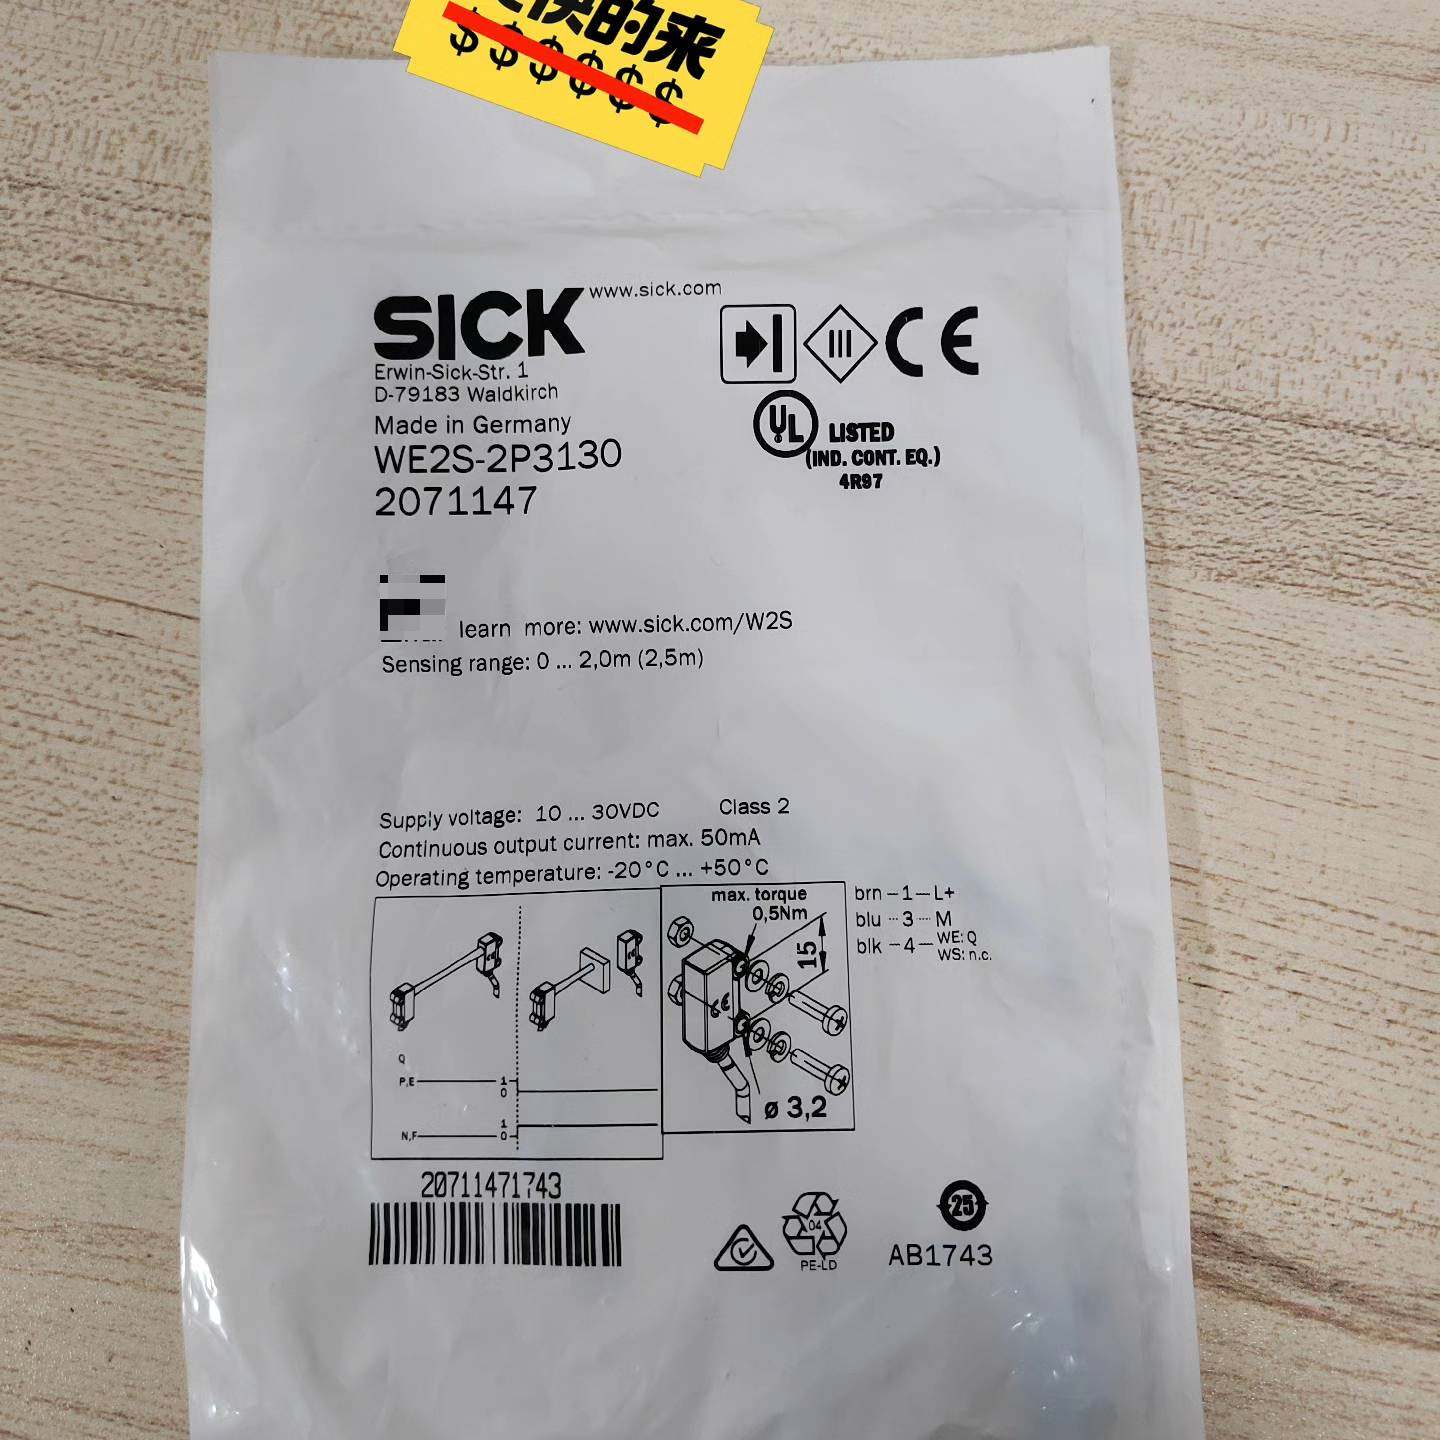 快的来
$$$$$$
SICK www.sick.com
Erwin-Sick-Str. 1
D-79183 Waldkirch
Made in Germany
WE2S-2P3130
2071147
III CE
UL LISTED
(IND. CONT. EQ.)
4R97
learn more: www.sick.com/W2S
Sensing range: 0 ... 2,0m (2,5m)
Supply voltage: 10 ... 30VDC Class 2
Continuous output current: max. 50mA
Operating temperature: -20°C ... +50°C
max. torque
0,5Nm
15
CE
ø 3,2
brn-1-L+
blu--3--M
blk-4-WE: Q
WS: n.c.
Q
P,E 1
0
1
N,F 0
20711471743
04
PE-LD
25
AB1743